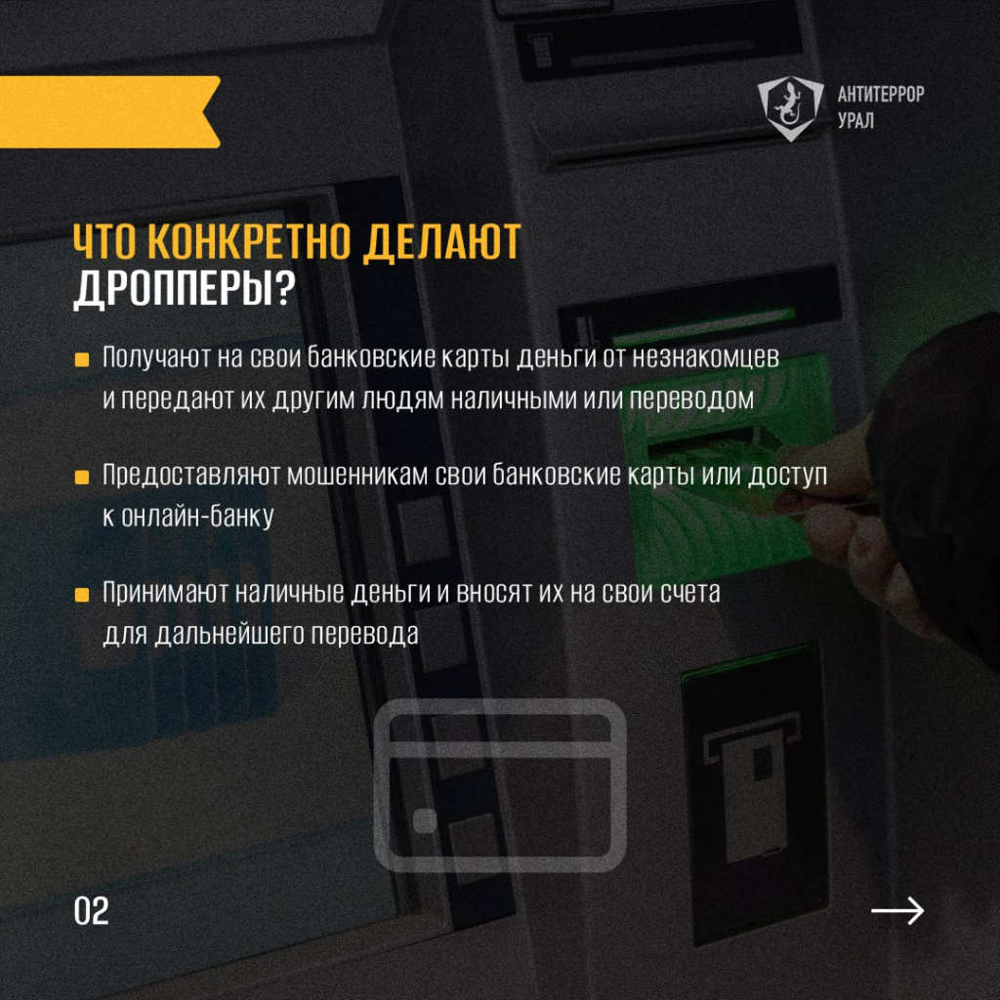 АНТИТЕРРОР
УРАЛ
ЧТО КОНКРЕТНО ДЕЛАЮТ
ДРОППЕРЫ?
Получают на свои банковские карты деньги от незнакомцев
и передают их другим людям наличными или переводом
Предоставляют мошенникам свои банковские карты или доступ
к онлайн-банку
Принимают наличные деньги и вносят их на свои счета
для дальнейшего перевода
02